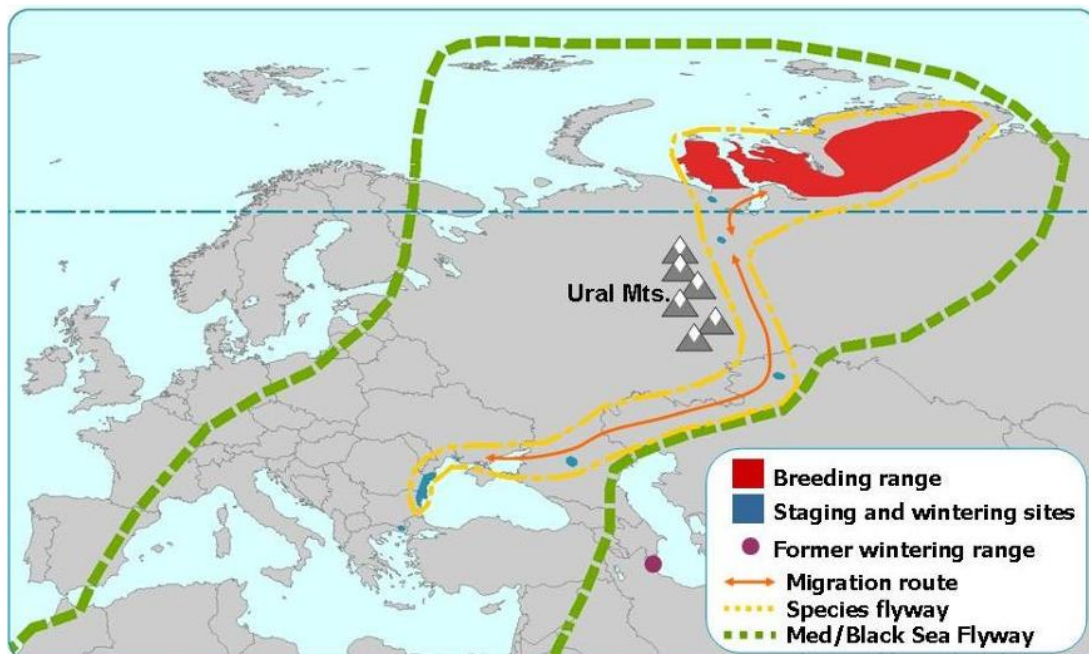 Ural Mts.
Breeding range
Staging and wintering sites
Former wintering range
Migration route
Species flyway
Med/Black Sea Flyway